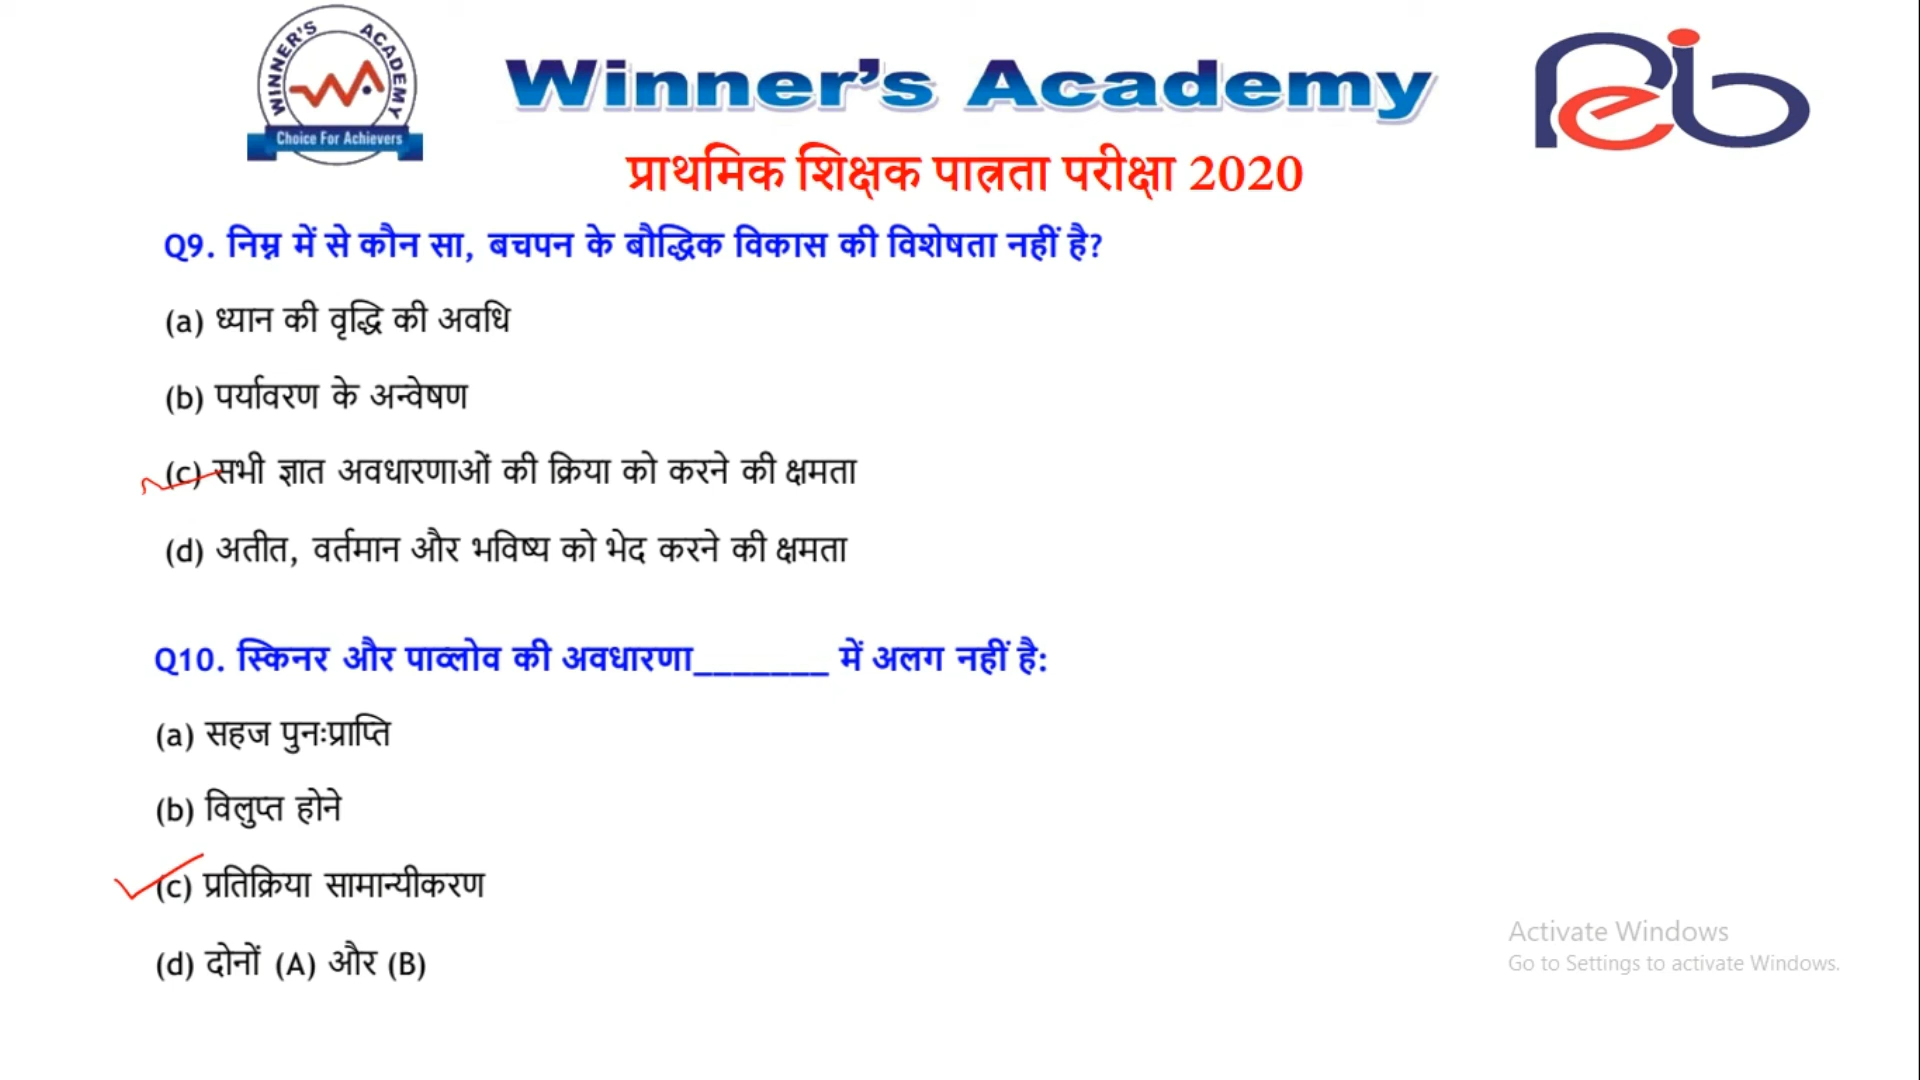 WINNER'S ACADEMY
Choice For Achievers
Winner's Academy
Peb
प्राथमिक शिक्षक पात्रता परीक्षा 2020
Q9. निम्न में से कौन सा, बचपन के बौद्धिक विकास की विशेषता नहीं है?
(a) ध्यान की वृद्धि की अवधि
(b) पर्यावरण के अन्वेषण
(c) सभी ज्ञात अवधारणाओं की क्रिया को करने की क्षमता
(d) अतीत, वर्तमान और भविष्य को भेद करने की क्षमता
Q10. स्किनर और पाव्लोव की अवधारणा_______ में अलग नहीं है:
(a) सहज पुनःप्राप्ति
(b) विलुप्त होने
(c) प्रतिक्रिया सामान्यीकरण
(d) दोनों (A) और (B)
Activate Windows
Go to Settings to activate Windows.